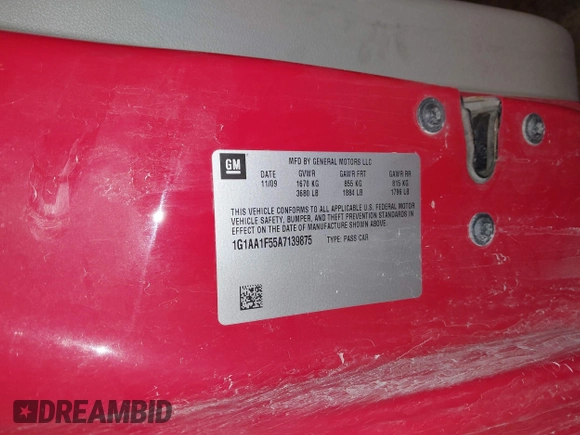 GM
MFD BY GENERAL MOTORS LLC
DATE GVWR GAWR FRT GAWR RR
11/09 1670 KG 855 KG 815 KG
3680 LB 1884 LB 1796 LB
THIS VEHICLE CONFORMS TO ALL APPLICABLE U.S. FEDERAL MOTOR
VEHICLE SAFETY, BUMPER, AND THEFT PREVENTION STANDARDS IN
EFFECT ON THE DATE OF MANUFACTURE SHOWN ABOVE.
1G1AA1F55A7139875 TYPE: PASS CAR
DREAMBID